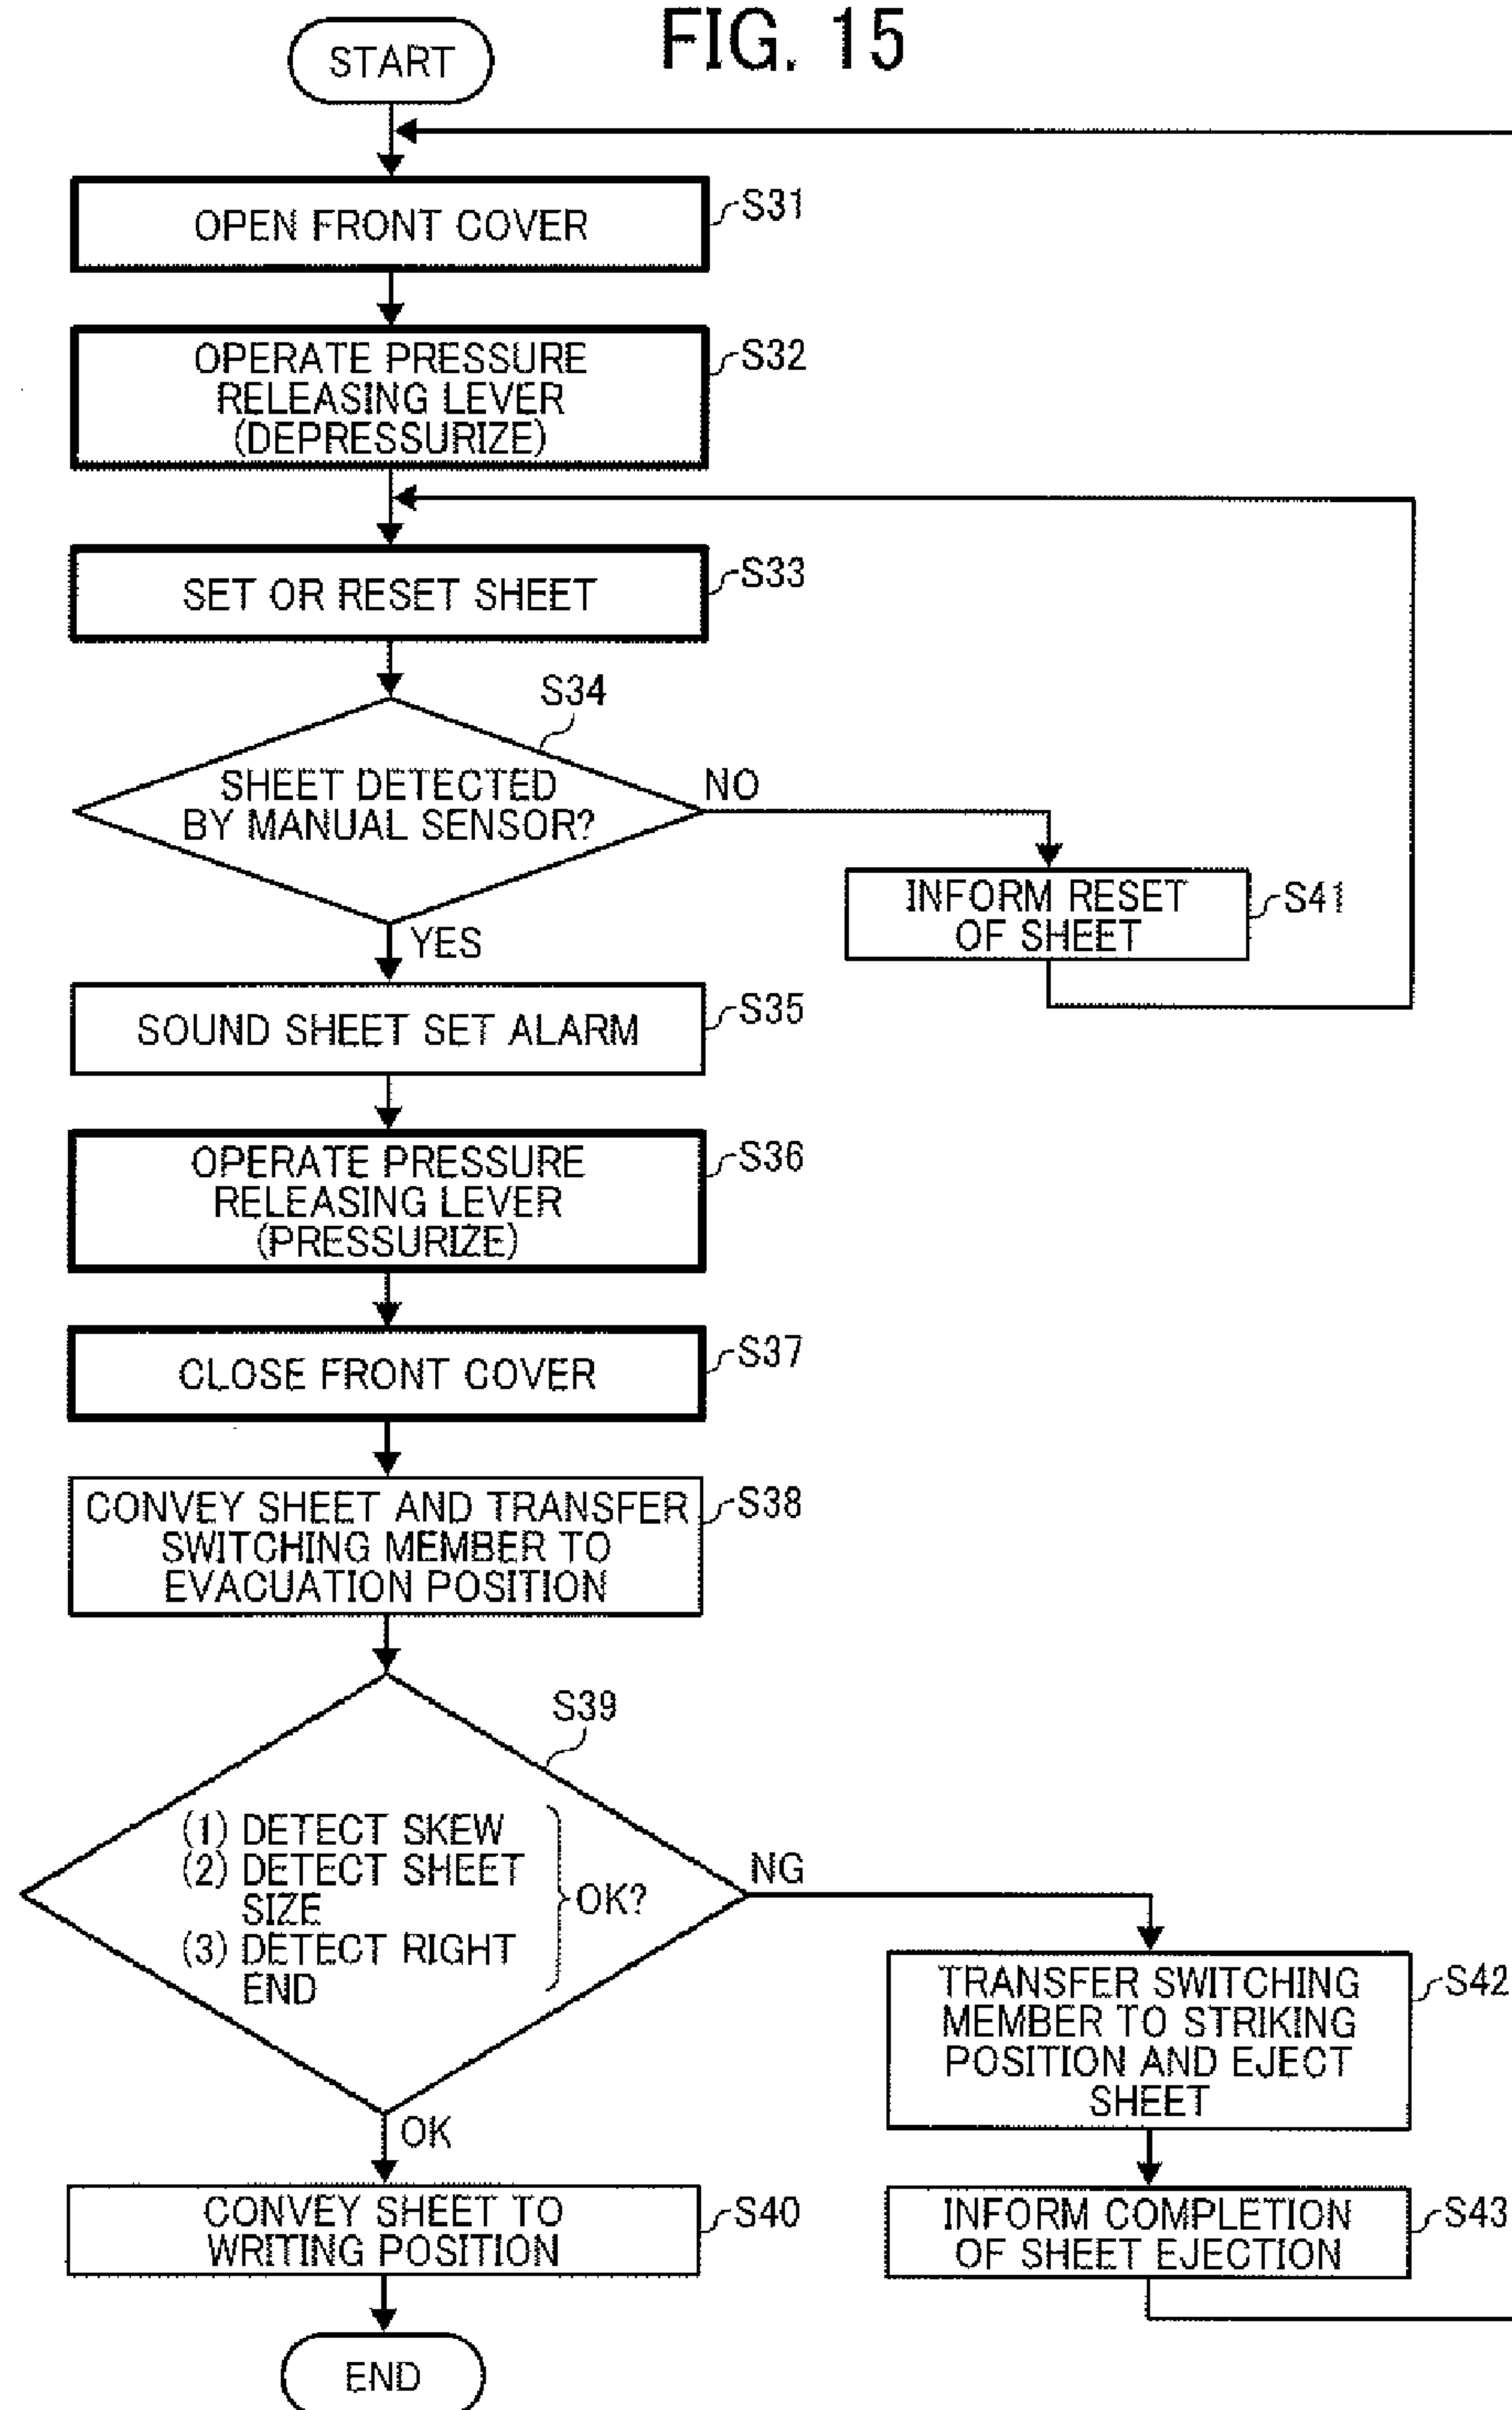 FIG. 15
START
OPEN FRONT COVER
S31
OPERATE PRESSURE
RELEASING LEVER
(DEPRESSURIZE)
S32
SET OR RESET SHEET
S33
S34
SHEET DETECTED
BY MANUAL SENSOR?
NO
YES
INFORM RESET
OF SHEET
S41
SOUND SHEET SET ALARM
S35
OPERATE PRESSURE
RELEASING LEVER
(PRESSURIZE)
S36
CLOSE FRONT COVER
S37
CONVEY SHEET AND TRANSFER
SWITCHING MEMBER TO
EVACUATION POSITION
S38
S39
(1) DETECT SKEW
(2) DETECT SHEET
SIZE
(3) DETECT RIGHT
END
OK?
NG
OK
TRANSFER SWITCHING
MEMBER TO STRIKING
POSITION AND EJECT
SHEET
S42
CONVEY SHEET TO
WRITING POSITION
S40
INFORM COMPLETION
OF SHEET EJECTION
S43
END